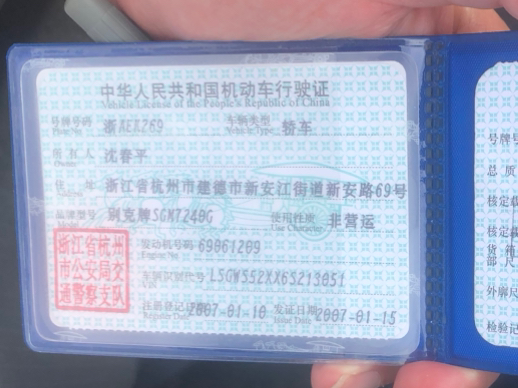 中华人民共和国机动车行驶证
Vehicle License of the People's Republic of China
号牌号码 浙AEK269 车辆类型 轿车
Plate No. Vehicle Type
所有人 沈春平
Owner
住址 浙江省杭州市建德市新安江街道新安路69号
品牌型号 别克牌SGM7240G 使用性质 非营运
Use Character
浙江省杭州
市公安局交
通警察支队
发动机号码 69061209
车辆识别代号 LSGW552XX6S213051
VIN
注册登记日期 2007-01-10 发证日期 2007-01-15
Register Date Issue Date
号牌号
总质
核定载
核定载
货箱
部尺
外廓尺
检验记